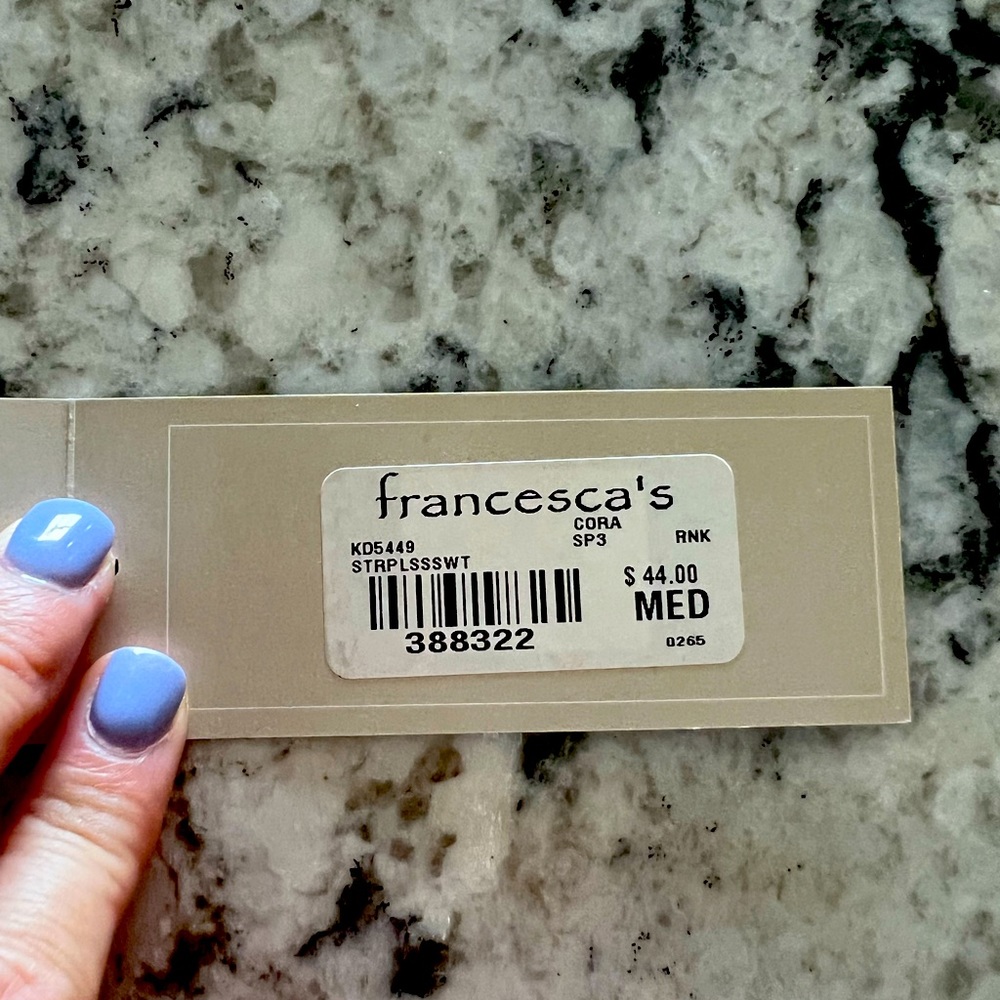 francesca's
CORA
KD5449 SP3 RNK
STRPLSSSWT
$ 44.00
MED
388322 0265